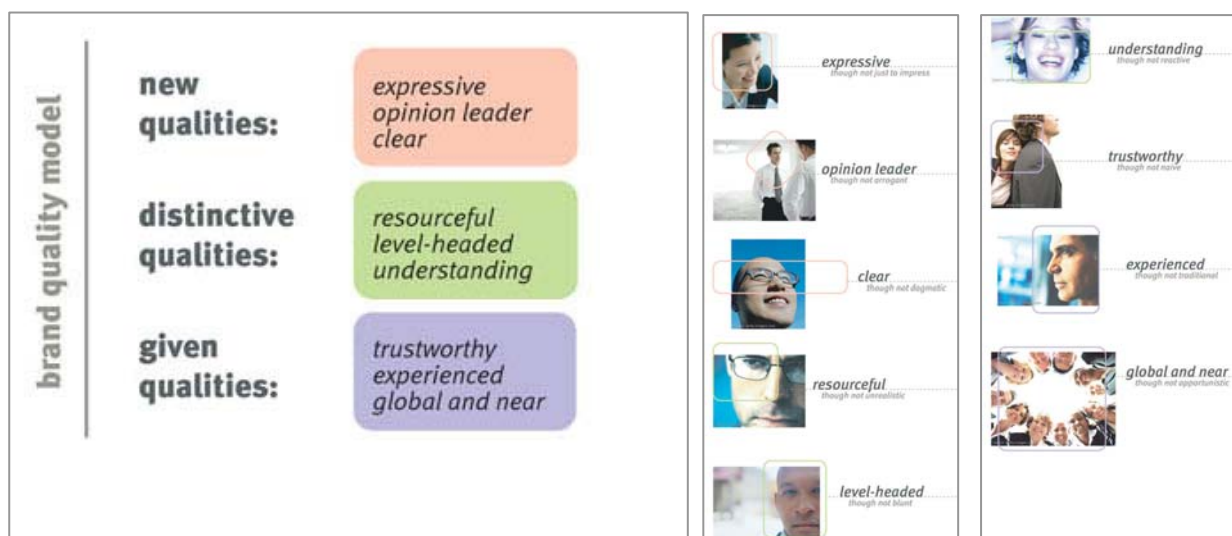 brand quality model
new
qualities:
expressive
opinion leader
clear
distinctive
qualities:
resourceful
level-headed
understanding
given
qualities:
trustworthy
experienced
global and near
expressive
though not just to impress
opinion leader
though not arrogant
clear
though not dogmatic
resourceful
though not unrealistic
level-headed
though not blunt
understanding
though not reactive
trustworthy
though not naive
experienced
though not traditional
global and near
though not opportunistic